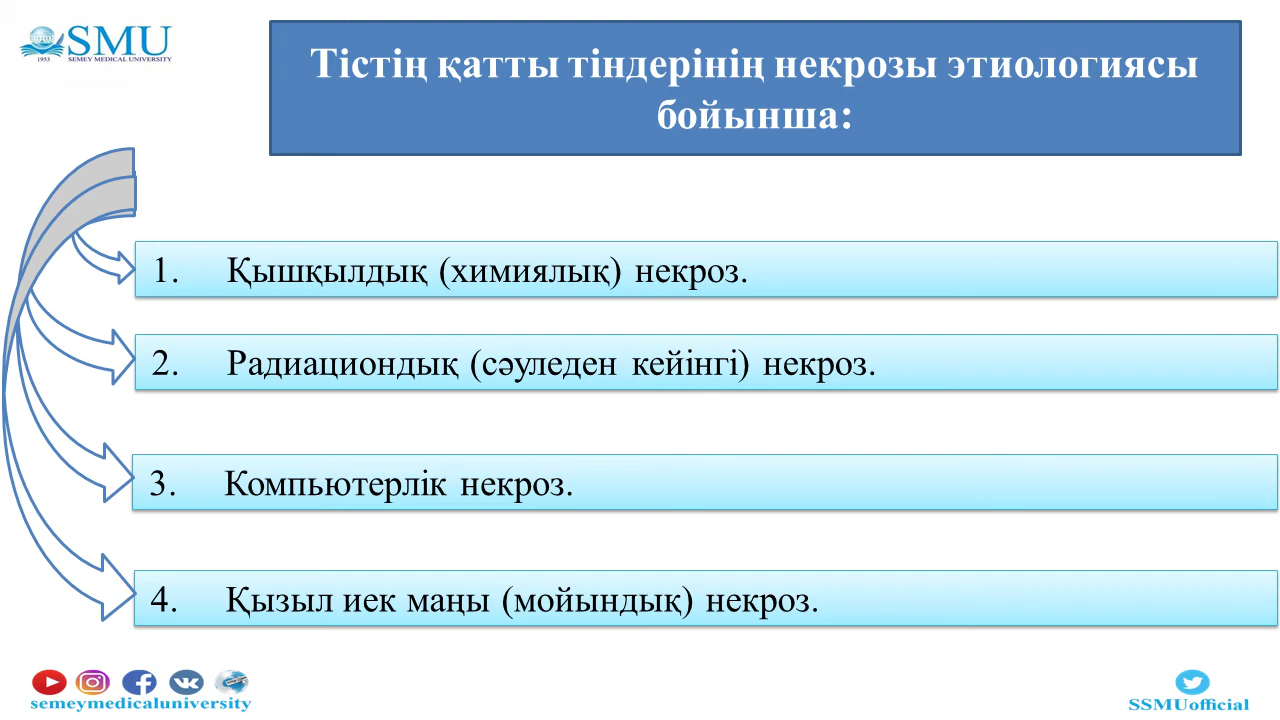 SMU
1953 SEMEY MEDICAL UNIVERSITY
Тістің қатты тіндерінің некрозы этиологиясы
бойынша:
1. Қышқылдық (химиялық) некроз.
2. Радиациондық (сәуледен кейінгі) некроз.
3. Компьютерлік некроз.
4. Қызыл иек маңы (мойындық) некроз.
semeymedicaluniversity
SSMUofficial